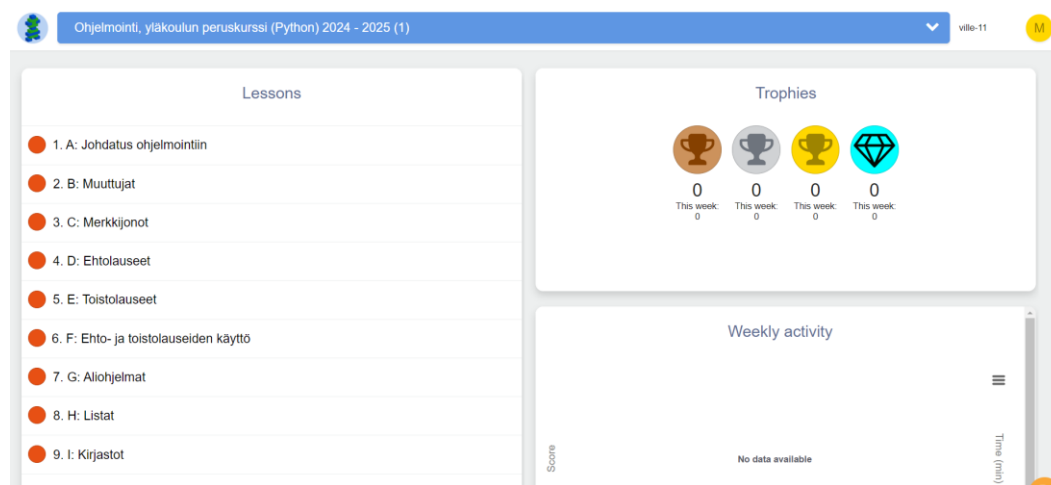 Ohjelmointi, yläkoulun peruskurssi (Python) 2024 - 2025 (1)
ville-11
M
Lessons
1. A: Johdatus ohjelmointiin
2. B: Muuttujat
3. C: Merkkijonot
4. D: Ehtolauseet
5. E: Toistolauseet
6. F: Ehto- ja toistolauseiden käyttö
7. G: Aliohjelmat
8. H: Listat
9. I: Kirjastot
Trophies
0 0 0 0
This week: This week: This week: This week:
0 0 0 0
Weekly activity
Score
No data available
Time (min)